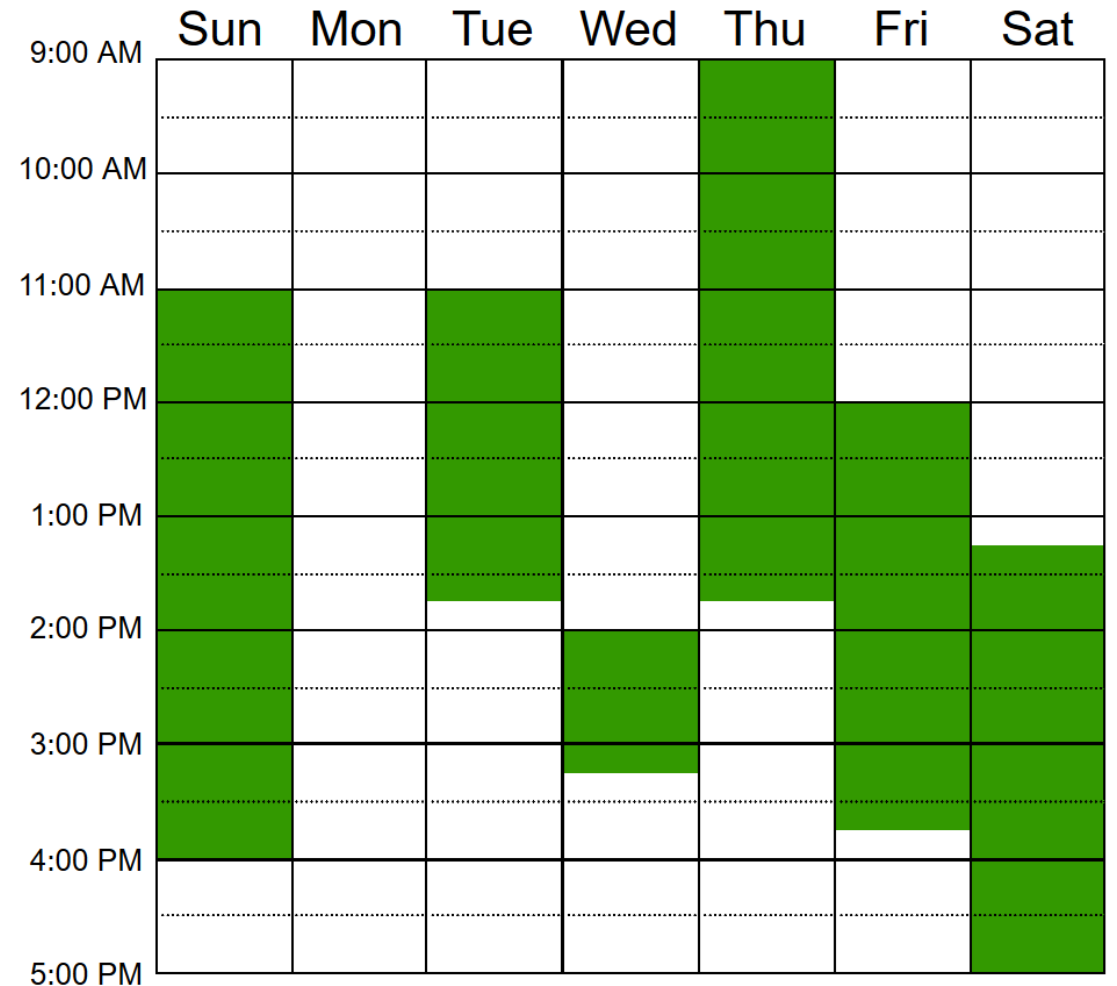 Sun Mon Tue Wed Thu Fri Sat
9:00 AM
10:00 AM
11:00 AM
12:00 PM
1:00 PM
2:00 PM
3:00 PM
4:00 PM
5:00 PM